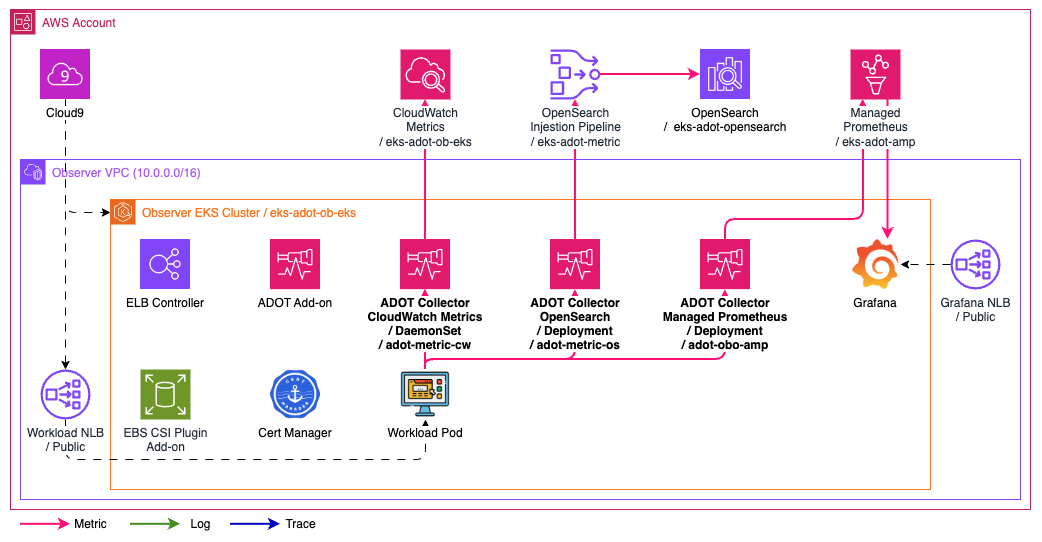 AWS Account
9
Cloud9
CloudWatch
Metrics
/ eks-adot-ob-eks
OpenSearch
Injestion Pipeline
/ eks-adot-metric
OpenSearch
/ eks-adot-opensearch
Managed
Prometheus
/ eks-adot-amp
Observer VPC (10.0.0.0/16)
Observer EKS Cluster / eks-adot-ob-eks
ELB Controller
ADOT Add-on
ADOT Collector
CloudWatch Metrics
/ DaemonSet
/ adot-metric-cw
ADOT Collector
OpenSearch
/ Deployment
/ adot-metric-os
ADOT Collector
Managed Prometheus
/ Deployment
/ adot-obo-amp
Grafana
Grafana NLB
/ Public
Workload NLB
/ Public
EBS CSI Plugin
Add-on
CERT
MANAGER
Cert Manager
Workload Pod
Metric
Log
Trace